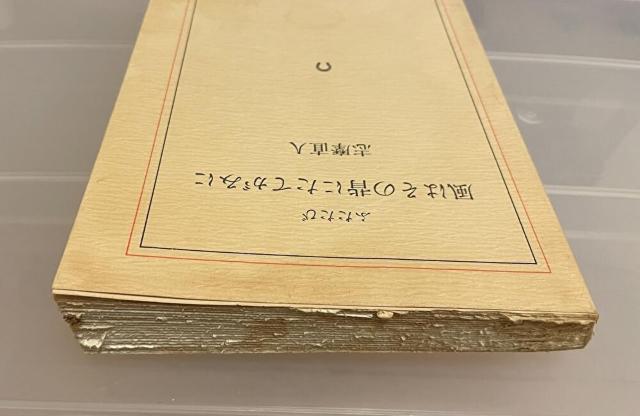 ふたたび
風はその背にたてがみに
志摩直人